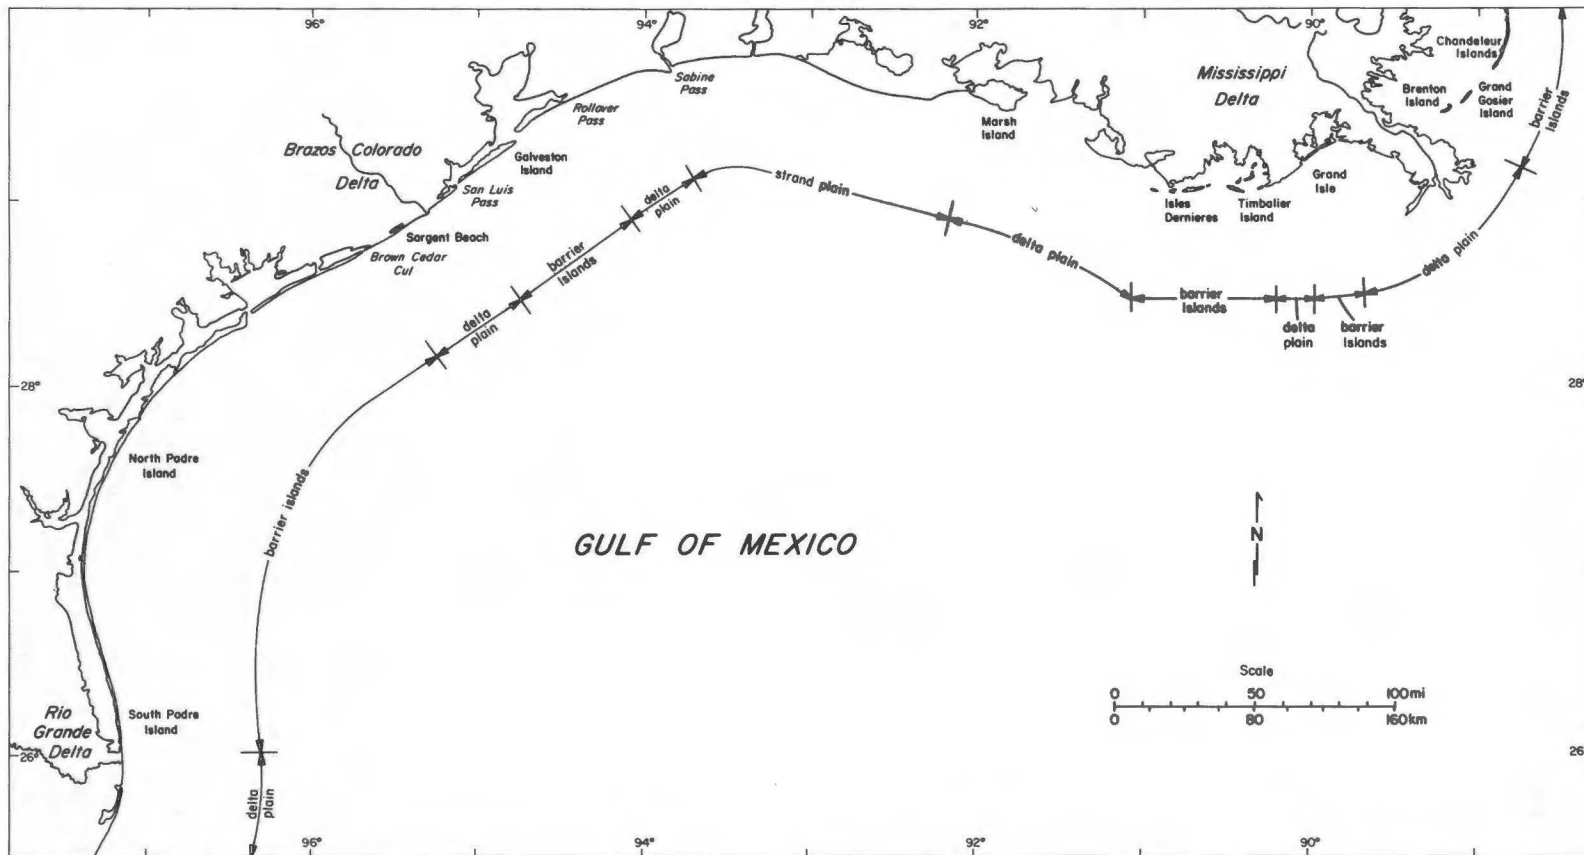 96°
94°
92°
90°
Chandeleur
Islands
Mississippi
Delta
Brenton
Island
Grand
Gosier
Island
barrier
islands
Sabine
Pass
Rollover
Pass
Marsh
Island
Brazos Colorado
Delta
Galveston
Island
San Luis
Pass
Grand
Isle
Isles
Dernieres
Timbalier
Island
strand plain
delta
plain
Sargent Beach
Brown Cedar
Cut
barrier
islands
delta plain
delta plain
barrier
islands
delta
plain
barrier
islands
delta
plain
28°
28°
North Padre
Island
barrier islands
GULF OF MEXICO
N
Scale
0 50 100mi
0 80 160km
Rio
Grande
Delta
South Padre
Island
26°
26°
delta
plain
96°
94°
92°
90°